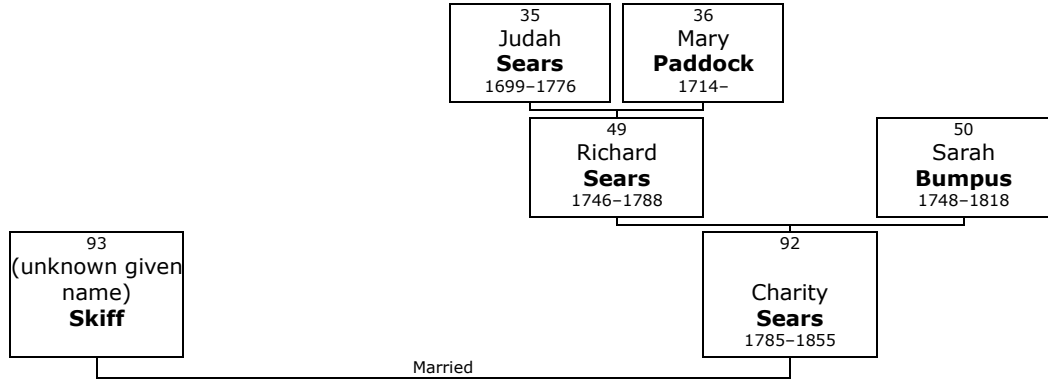 35
Judah
Sears
1699–1776
36
Mary
Paddock
1714–
49
Richard
Sears
1746–1788
50
Sarah
Bumpus
1748–1818
93
(unknown given
name)
Skiff
92
Charity
Sears
1785–1855
Married